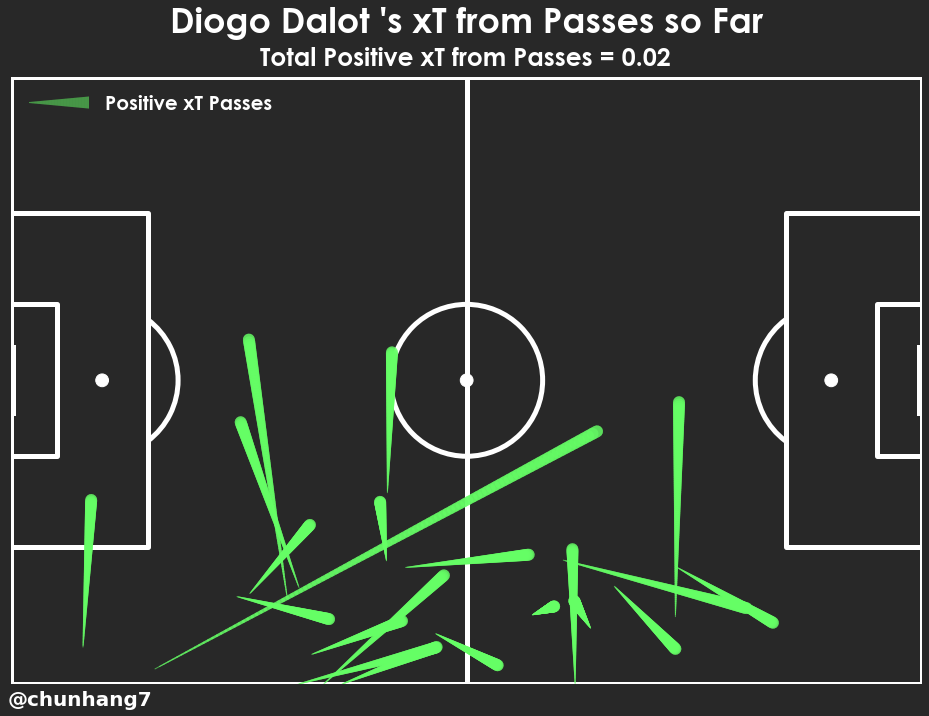 Diogo Dalot 's xT from Passes so Far
Total Positive xT from Passes = 0.02
Positive xT Passes
@chunhang7